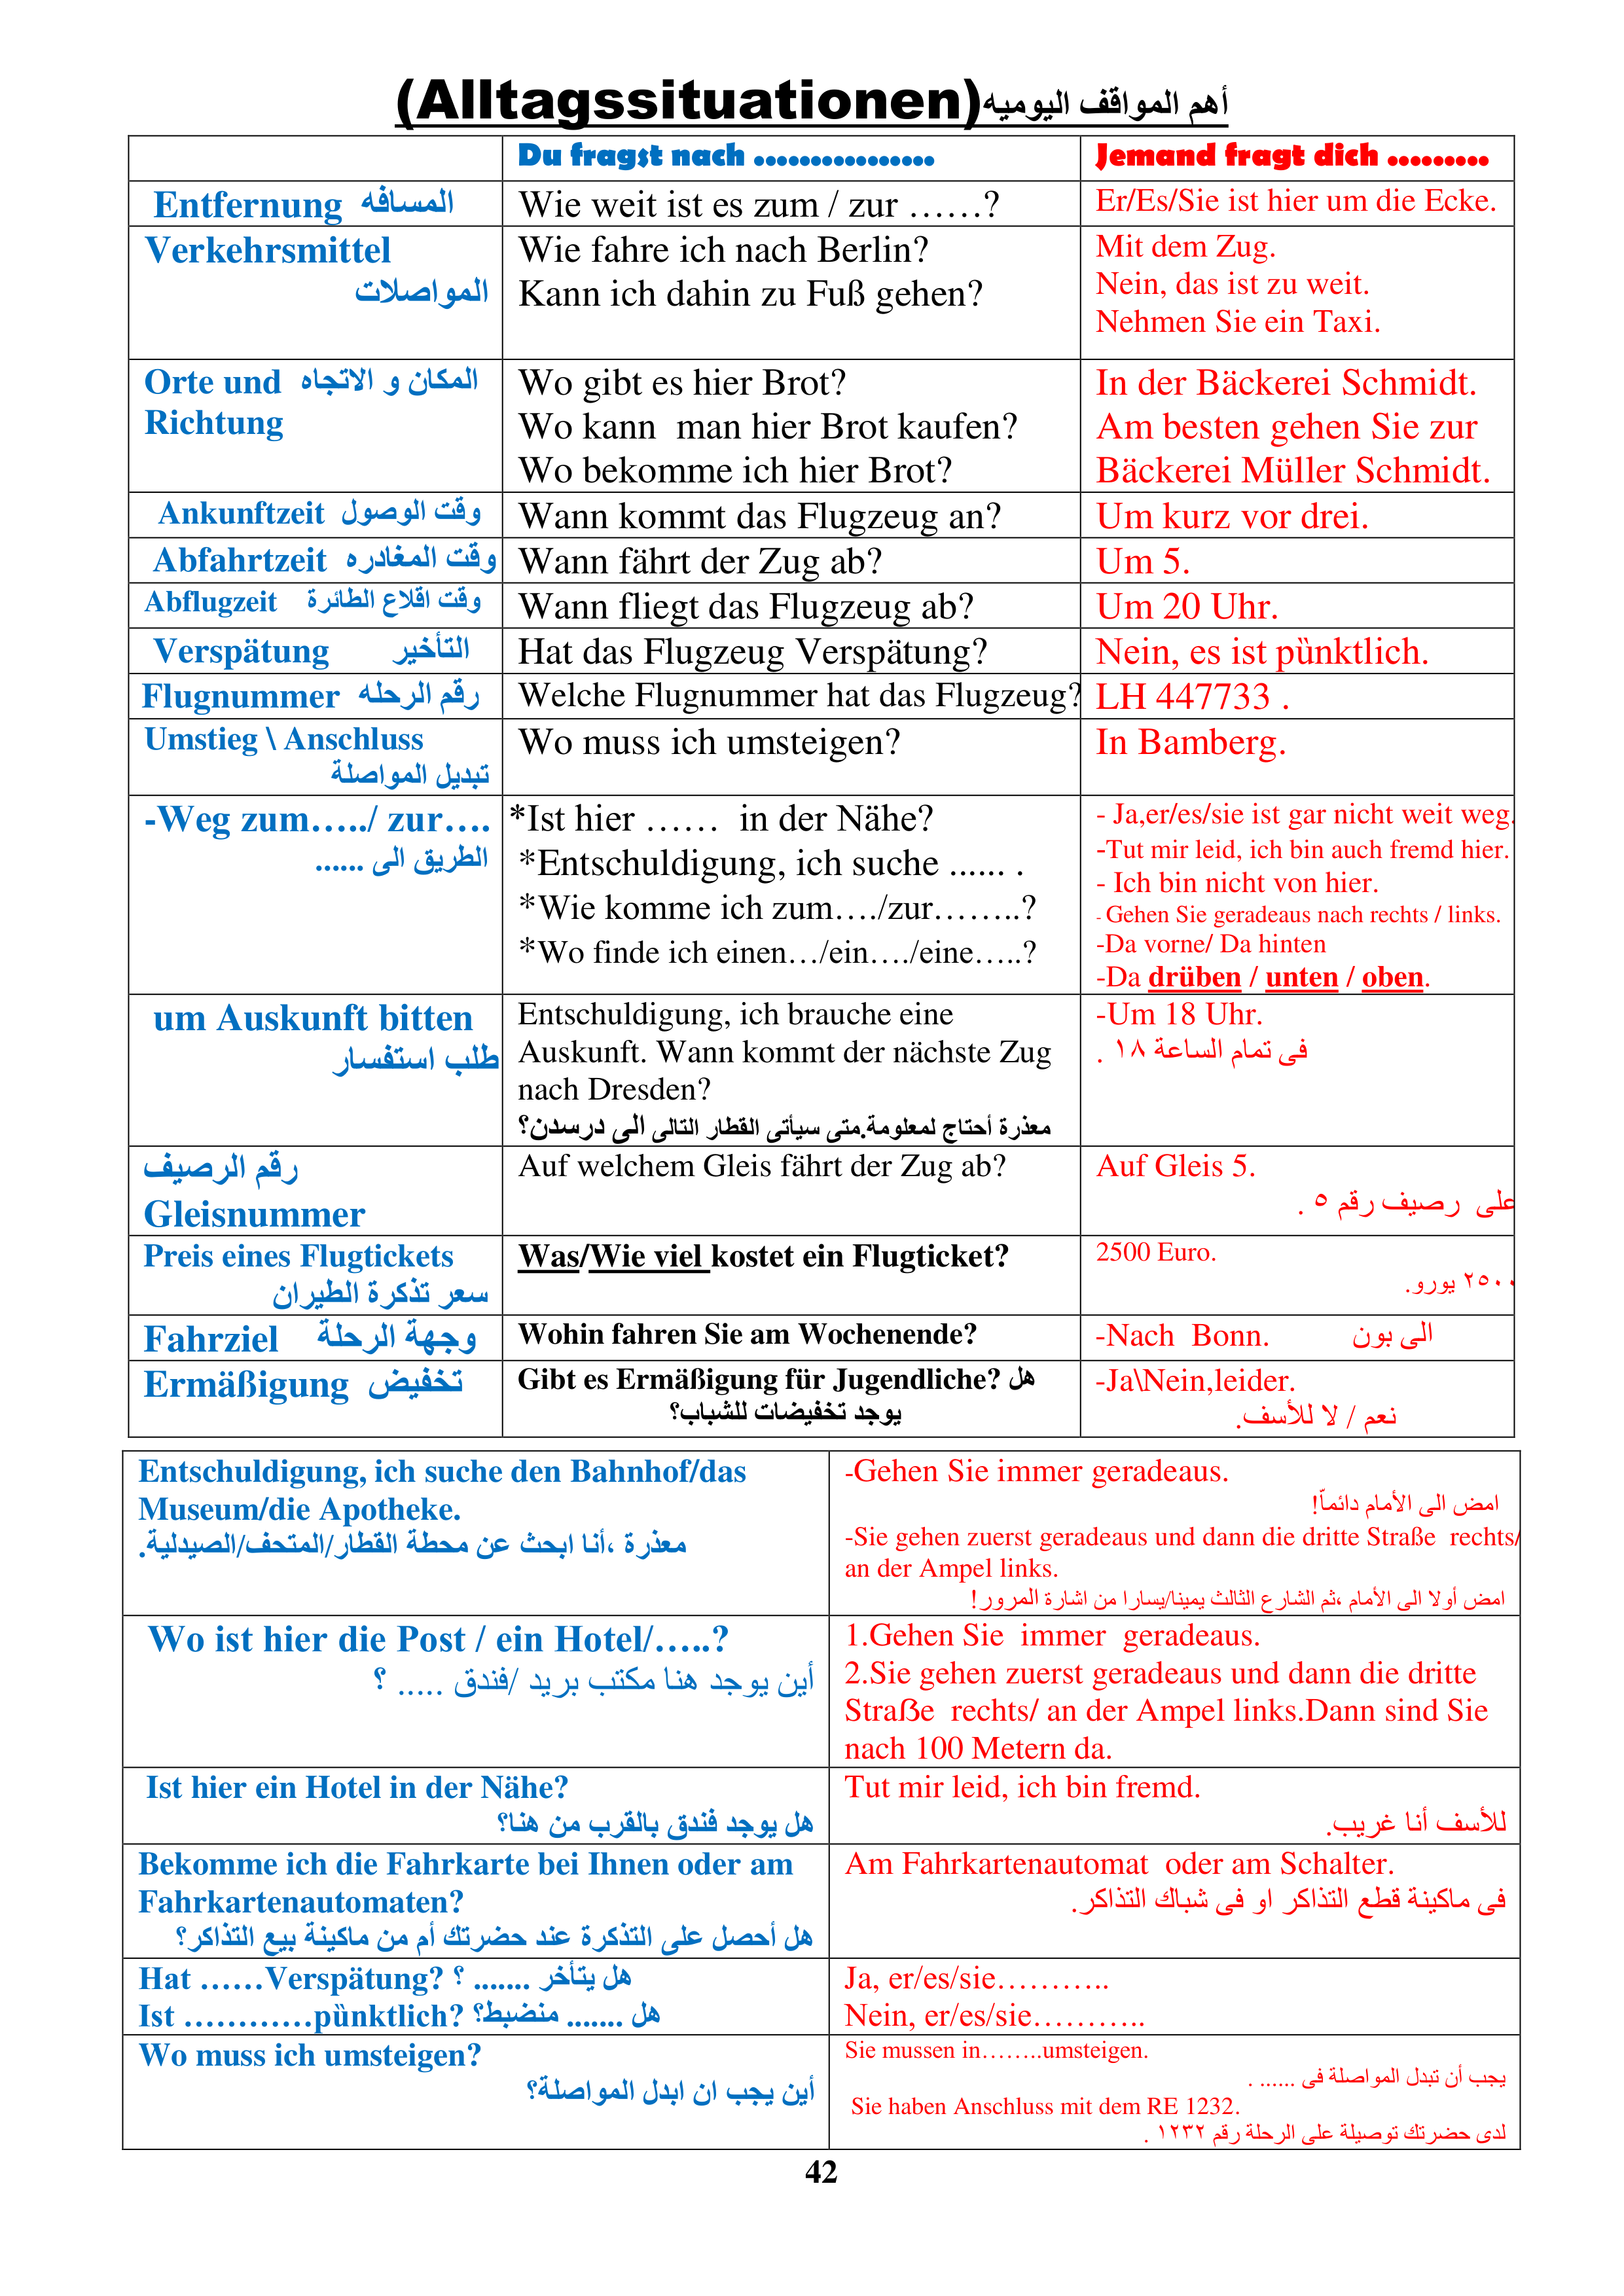 (Alltagssituationen)أهم المواقف اليوميه
Du fragst nach ................
Jemand fragt dich .........
Entfernung المسافه
Wie weit ist es zum / zur ……?
Er/Es/Sie ist hier um die Ecke.
Verkehrsmittel
المواصلات
Wie fahre ich nach Berlin?
Kann ich dahin zu Fuß gehen?
Mit dem Zug.
Nein, das ist zu weit.
Nehmen Sie ein Taxi.
Orte und المكان و الاتجاه
Richtung
Wo gibt es hier Brot?
Wo kann man hier Brot kaufen?
Wo bekomme ich hier Brot?
In der Bäckerei Schmidt.
Am besten gehen Sie zur
Bäckerei Müller Schmidt.
Ankunftzeit وقت الوصول
Wann kommt das Flugzeug an?
Um kurz vor drei.
Abfahrtzeit وقت المغادره
Wann fährt der Zug ab?
Um 5.
Abflugzeit وقت اقلاع الطائرة
Wann fliegt das Flugzeug ab?
Um 20 Uhr.
Verspätung التأخير
Hat das Flugzeug Verspätung?
Nein, es ist pǜnktlich.
Flugnummer رقم الرحله
Welche Flugnummer hat das Flugzeug?
LH 447733 .
Umstieg \ Anschluss
تبديل المواصلة
Wo muss ich umsteigen?
In Bamberg.
-Weg zum…../ zur….
الطريق الى ......
*Ist hier …… in der Nähe?
*Entschuldigung, ich suche ...... .
*Wie komme ich zum…./zur……..?
*Wo finde ich einen…/ein…./eine…..?
- Ja,er/es/sie ist gar nicht weit weg.
-Tut mir leid, ich bin auch fremd hier.
- Ich bin nicht von hier.
- Gehen Sie geradeaus nach rechts / links.
-Da vorne/ Da hinten
-Da drüben / unten / oben.
um Auskunft bitten
طلب استفسار
Entschuldigung, ich brauche eine
Auskunft. Wann kommt der nächste Zug
nach Dresden?
معذرة أحتاج لمعلومة.متى سيأتى القطار التالى الى درسدن؟
-Um 18 Uhr.
فى تمام الساعة ١٨ .
رقم الرصيف
Gleisnummer
Auf welchem Gleis fährt der Zug ab?
Auf Gleis 5.
على رصيف رقم ٥ .
Preis eines Flugtickets
سعر تذكرة الطيران
Was/Wie viel kostet ein Flugticket?
2500 Euro.
٢٥٠٠ يورو.
Fahrziel وجهة الرحلة
Wohin fahren Sie am Wochenende?
-Nach Bonn. الى بون
Ermäßigung تخفيض
Gibt es Ermäßigung für Jugendliche? هل
يوجد تخفيضات للشباب؟
-Ja\Nein,leider.
نعم / لا للأسف.
Entschuldigung, ich suche den Bahnhof/das
Museum/die Apotheke.
معذرة ،أنا ابحث عن محطة القطار/المتحف/الصيدلية.
-Gehen Sie immer geradeaus.
امض الى الأمام دائماً!
-Sie gehen zuerst geradeaus und dann die dritte Straße rechts/
an der Ampel links.
امض أولا الى الأمام ،ثم الشارع الثالث يمينا/يسارا من اشارة المرور!
Wo ist hier die Post / ein Hotel/…..?
أين يوجد هنا مكتب بريد /فندق ..... ؟
1.Gehen Sie immer geradeaus.
2.Sie gehen zuerst geradeaus und dann die dritte
Straße rechts/ an der Ampel links.Dann sind Sie
nach 100 Metern da.
Ist hier ein Hotel in der Nähe?
هل يوجد فندق بالقرب من هنا؟
Tut mir leid, ich bin fremd.
للأسف أنا غريب.
Bekomme ich die Fahrkarte bei Ihnen oder am
Fahrkartenautomaten?
هل أحصل على التذكرة عند حضرتك أم من ماكينة بيع التذاكر؟
Am Fahrkartenautomat oder am Schalter.
فى ماكينة قطع التذاكر او فى شباك التذاكر.
Hat ……Verspätung? هل يتأخر ....... ؟
Ist …………pǜnktlich? هل ....... منضبط؟
Ja, er/es/sie………..
Nein, er/es/sie………..
Wo muss ich umsteigen?
أين يجب ان ابدل المواصلة؟
Sie mussen in……..umsteigen.
يجب أن تبدل المواصلة فى ...... .
Sie haben Anschluss mit dem RE 1232.
لدى حضرتك توصيلة على الرحلة رقم ١٢٣٢ .
42